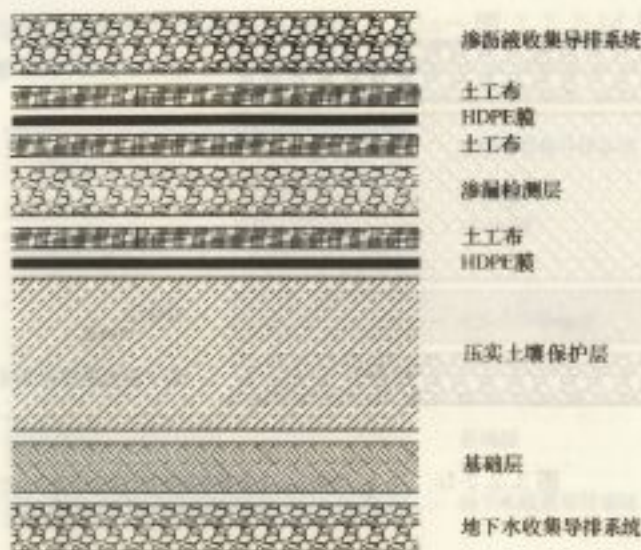 渗沥液收集导排系统
土工布
HDPE膜
土工布
渗漏检测层
土工布
HDPE膜
压实土壤保护层
基础层
地下水收集导排系统